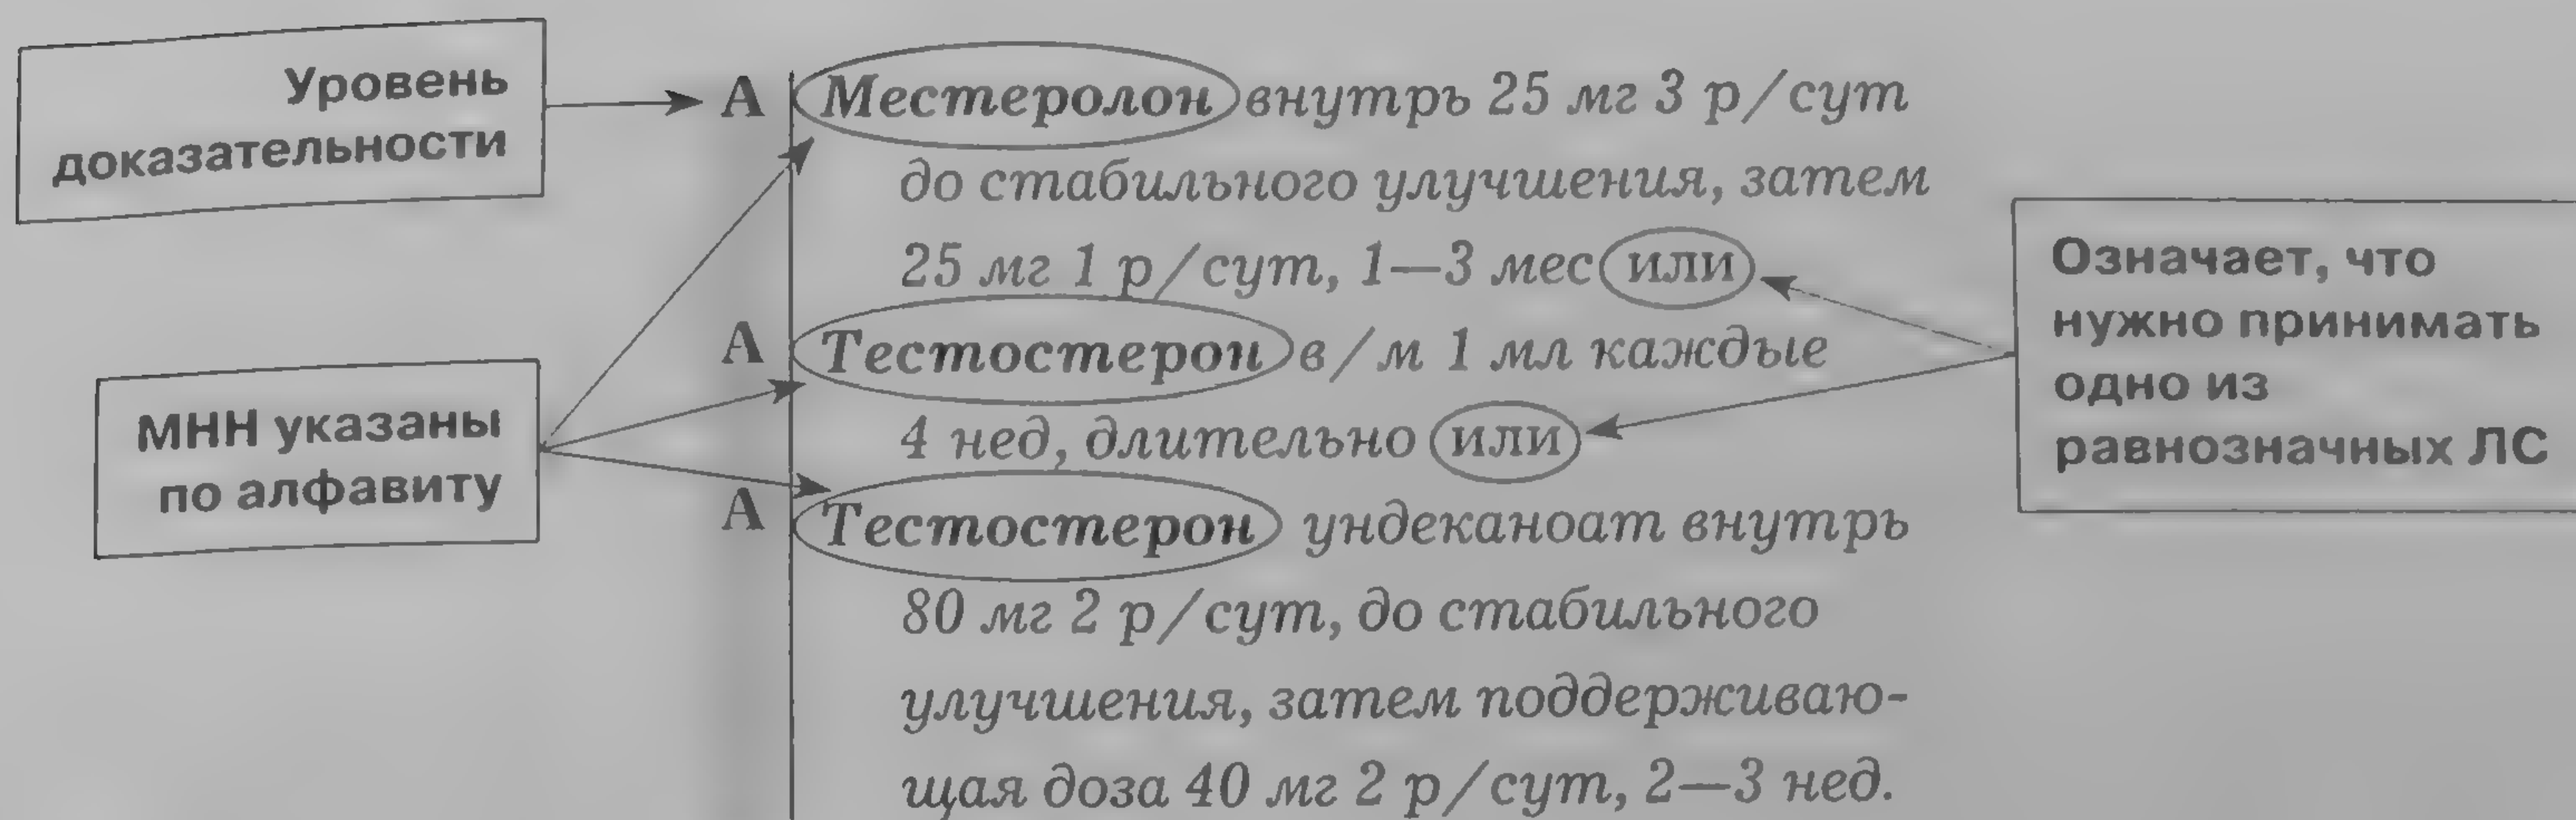 Уровень
доказательности
МНН указаны
по алфавиту
А Местеролон внутрь 25 мг 3 р/сут
до стабильного улучшения, затем
25 мг 1 р/сут, 1—3 мес или
А Тестостерон в/м 1 мл каждые
4 нед, длительно или
А Тестостерон ундеканоат внутрь
80 мг 2 р/сут, до стабильного
улучшения, затем поддерживаю-
щая доза 40 мг 2 р/сут, 2—3 нед.
Означает, что
нужно принимать
одно из
равнозначных ЛС